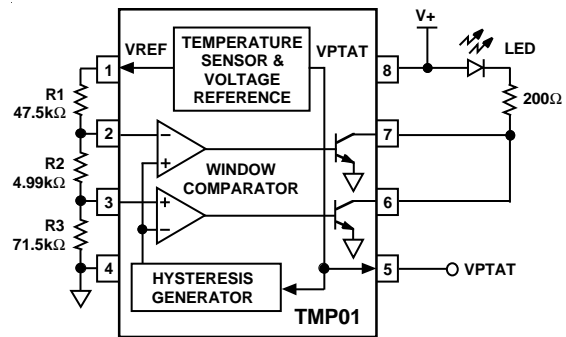 V+
VREF
TEMPERATURE
SENSOR &
VOLTAGE
REFERENCE
VPTAT
LED
1
8
R1
47.5kΩ
200Ω
2
−
+
7
R2
4.99kΩ
WINDOW
COMPARATOR
3
+
−
6
R3
71.5kΩ
4
HYSTERESIS
GENERATOR
5
VPTAT
TMP01